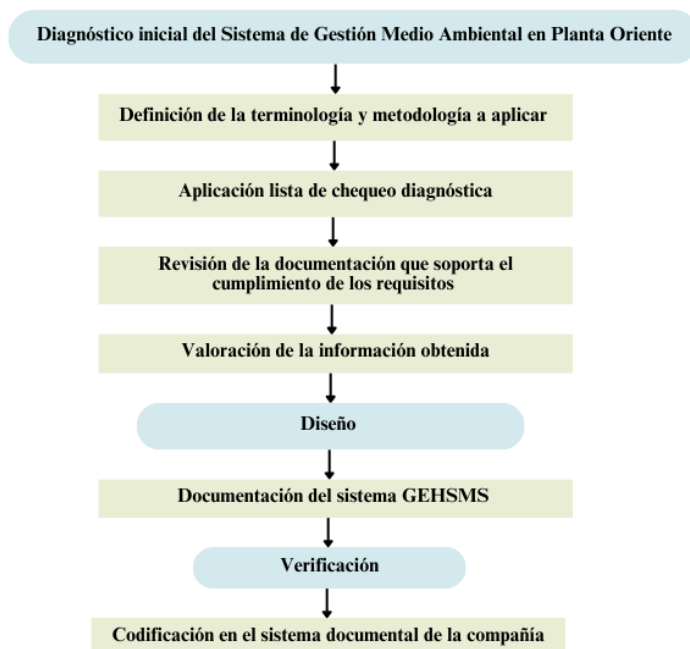 Diagnóstico inicial del Sistema de Gestión Medio Ambiental en Planta Oriente
Definición de la terminología y metodología a aplicar
Aplicación lista de chequeo diagnóstica
Revisión de la documentación que soporta el
cumplimiento de los requisitos
Valoración de la información obtenida
Diseño
Documentación del sistema GEHSMS
Verificación
Codificación en el sistema documental de la compañía